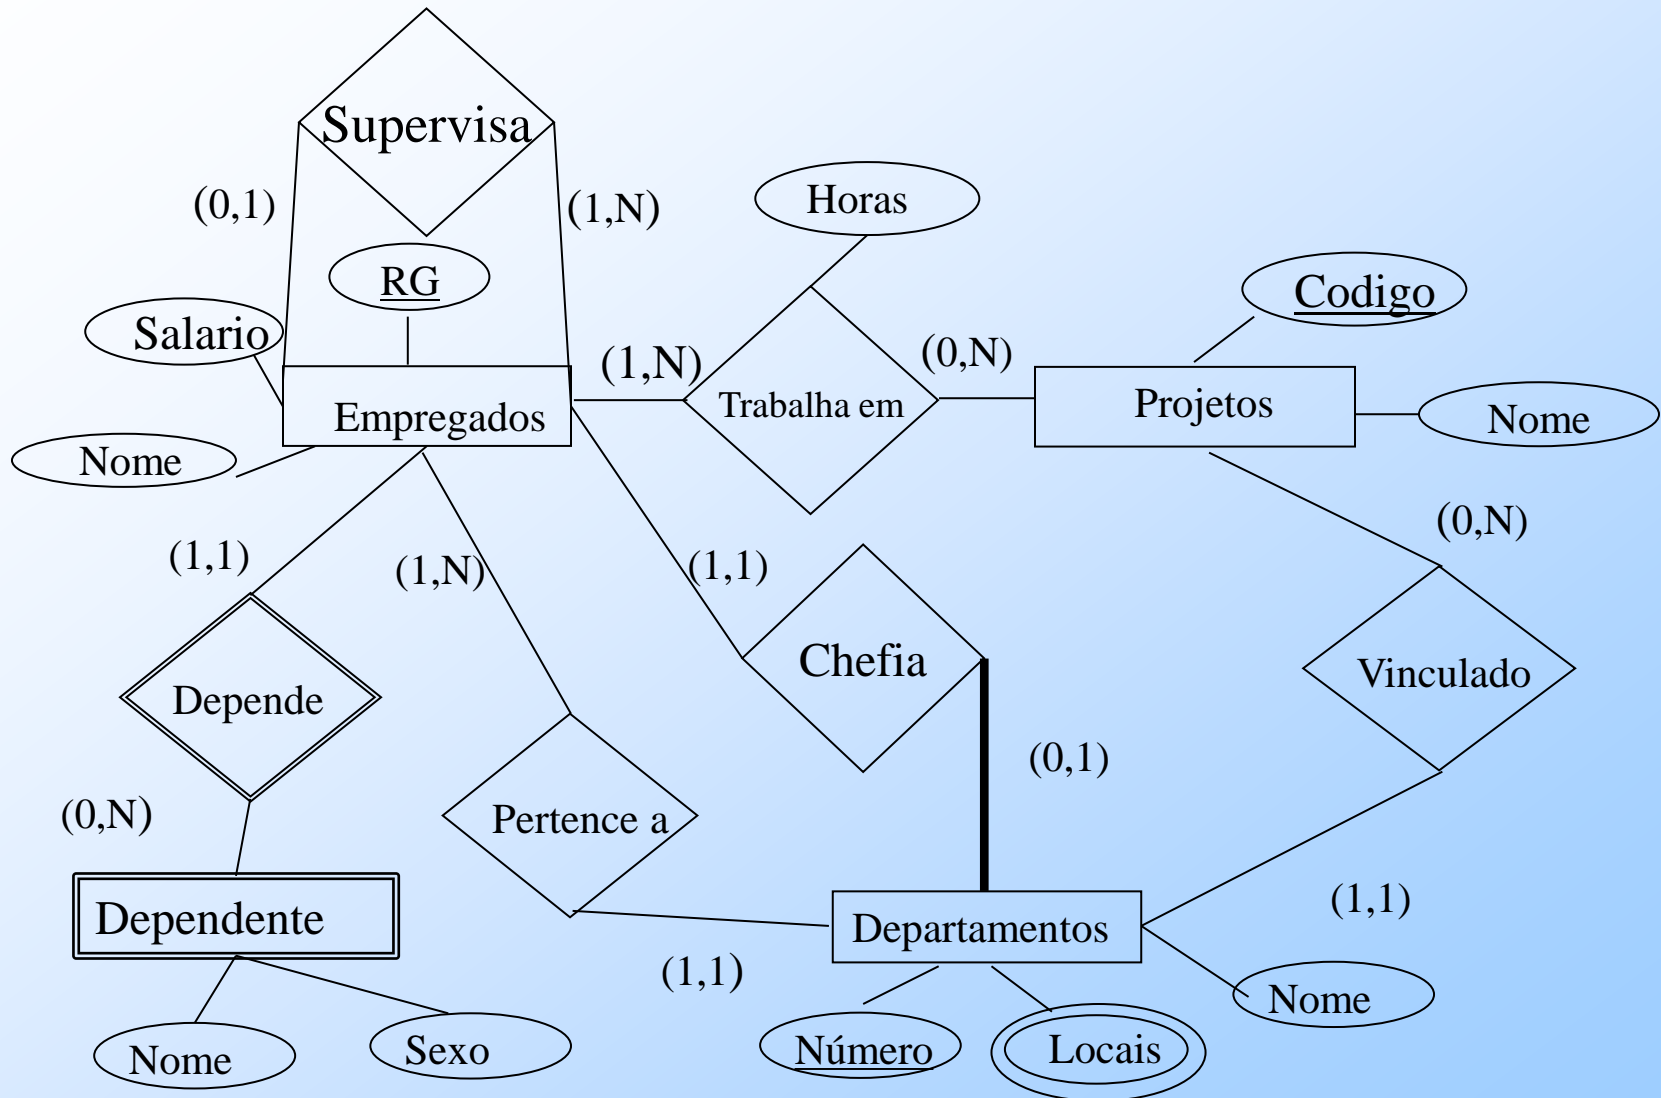 Supervisa
(0,1)
(1,N)
Horas
RG
Codigo
Salario
(1,N)
(0,N)
Empregados
Trabalha em
Projetos
Nome
Nome
(1,1)
(1,N)
(1,1)
(0,N)
Chefia
Vinculado
Depende
(0,1)
(0,N)
Pertence a
(1,1)
Dependente
Departamentos
(1,1)
Nome
Nome
Sexo
Número
Locais